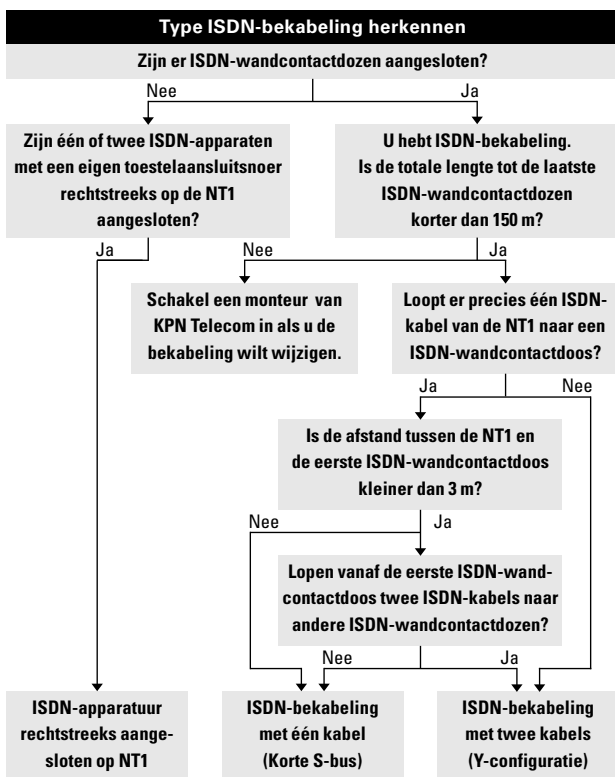 Type ISDN-bekabeling herkennen
Zijn er ISDN-wandcontactdozen aangesloten?
Nee
Ja
Zijn één of twee ISDN-apparaten
met een eigen toestelaansluitsnoer
rechtstreeks op de NT1
aangesloten?
U hebt ISDN-bekabeling.
Is de totale lengte tot de laatste
ISDN-wandcontactdozen
korter dan 150 m?
Ja
Nee
Ja
Schakel een monteur van
KPN Telecom in als u de
bekabeling wilt wijzigen.
Loopt er precies één ISDN-
kabel van de NT1 naar een
ISDN-wandcontactdoos?
Ja
Nee
Is de afstand tussen de NT1 en
de eerste ISDN-wandcontactdoos
kleiner dan 3 m?
Nee
Ja
Lopen vanaf de eerste ISDN-wand-
contactdoos twee ISDN-kabels naar
andere ISDN-wandcontactdozen?
Nee
Ja
ISDN-apparatuur
rechtstreeks aange-
sloten op NT1
ISDN-bekabeling
met één kabel
(Korte S-bus)
ISDN-bekabeling
met twee kabels
(Y-configuratie)